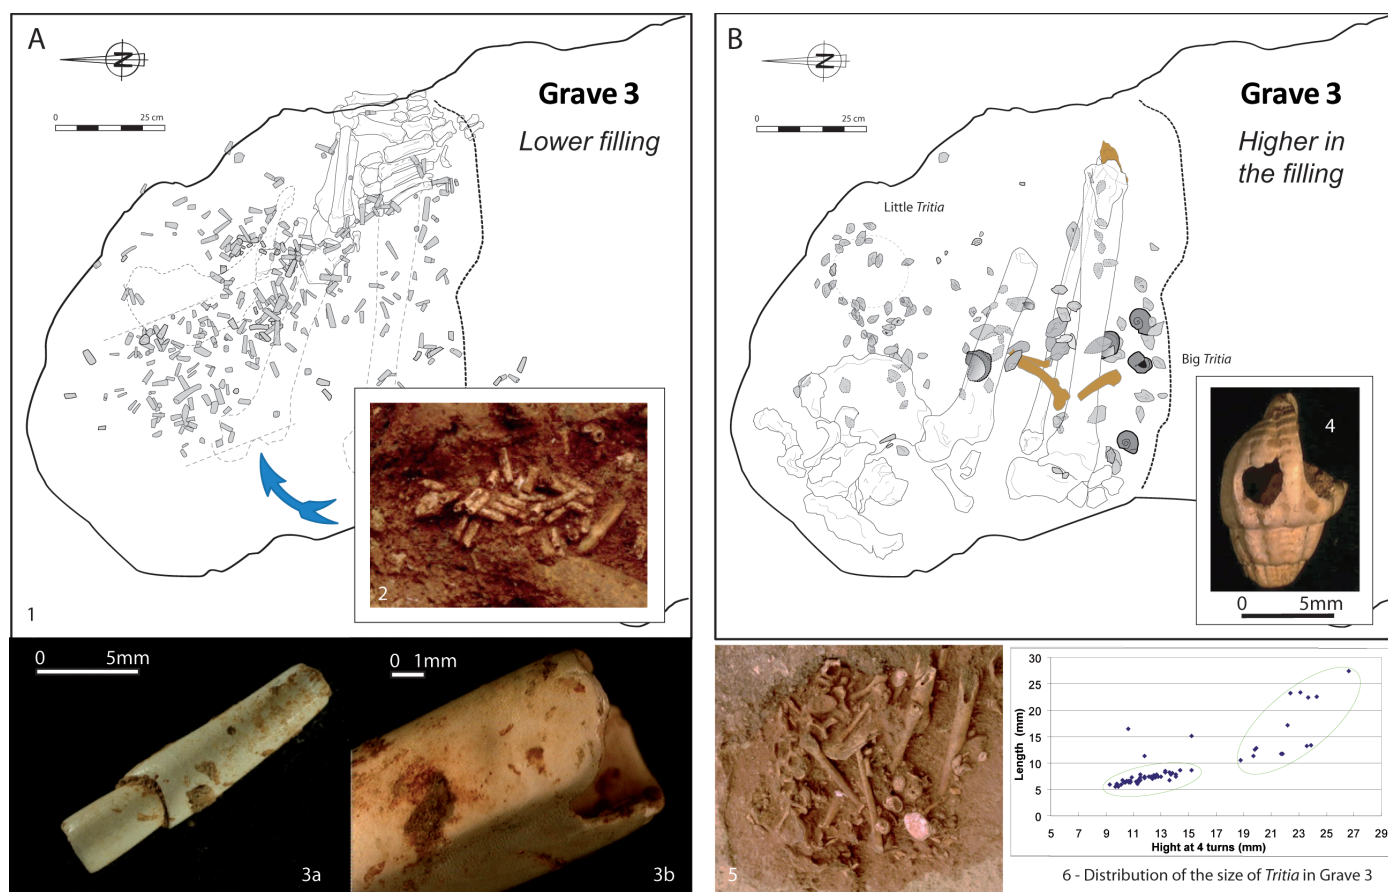 A
N
Grave 3
Lower filling
0 25 cm
2
1
B
N
Grave 3
Higher in
the filling
0 25 cm
Little Tritia
Big Tritia
4
0 5mm
0 5mm
3a
0 1mm
3b
5
30
25
20
15
10
5
0
Length (mm)
5 7 9 11 13 15 17 19 21 23 25 27 29
Hight at 4 turns (mm)
6 - Distribution of the size of Tritia in Grave 3